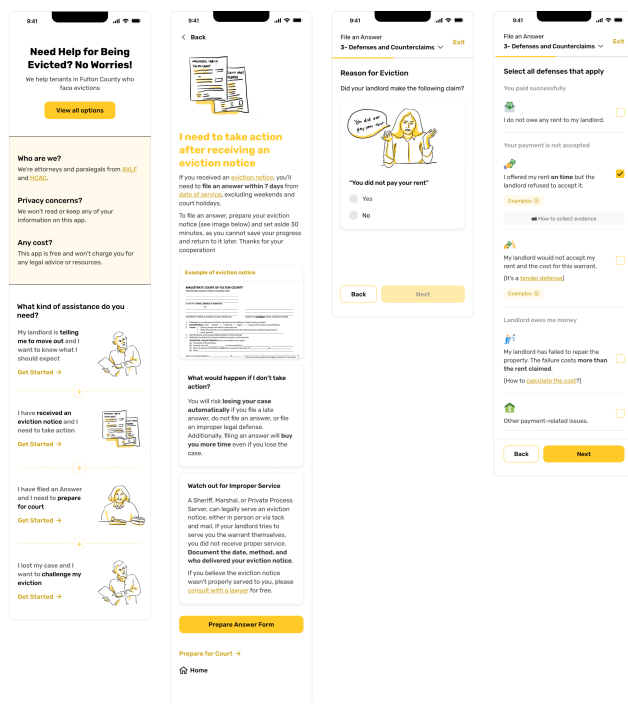 9:41
Need Help for Being
Evicted? No Worries!
We help tenants in Fulton County who
face evictions
View all options
Who are we?
We're attorneys and paralegals from AVLF
and HCAC.
Privacy concerns?
We won't read or keep any of your
information on this app.
Any cost?
This app is free and won't charge you for
any legal advice or resources.
What kind of assistance do you
need?
My landlord is telling
me to move out and I
want to know what I
should expect
Get Started →
I have received an
eviction notice and I
need to take action
Get Started →
I have filed an Answer
and I need to prepare
for court
Get Started →
I lost my case and I
want to challenge my
eviction
Get Started →
9:41
< Back
I need to take action
after receiving an
eviction notice
If you received an eviction notice, you'll
need to file an answer within 7 days from
date of service, excluding weekends and
court holidays.
To file an answer, prepare your eviction
notice (see image below) and set aside 30
minutes, as you cannot save your progress
and return to it later. Thanks for your
cooperation!
Example of eviction notice
MAGISTRATE COURT OF FULTON COUNTY
What would happen if I don't take
action?
You will risk losing your case
automatically if you file a late
answer, do not file an answer, or file
an improper legal defense.
Additionally, filing an answer will buy
you more time even if you lose the
case.
Watch out for Improper Service
A Sheriff, Marshal, or Private Process
Server, can legally serve an eviction
notice, either in person or via tack
and mail. If your landlord tries to
serve you the warrant themselves,
you did not receive proper service.
Document the date, method, and
who delivered your eviction notice.
If you believe the eviction notice
wasn't properly served to you, please
consult with a lawyer for free.
Prepare Answer Form
Prepare for Court →
Home
9:41
File an Answer
3- Defenses and Counterclaims
Exit
Reason for Eviction
Did your landlord make the following claim?
You did not
pay your rent
"You did not pay your rent"
Yes
No
Back
Next
9:41
File an Answer
3- Defenses and Counterclaims
Exit
Select all defenses that apply
You paid successfully
I do not owe any rent to my landlord.
Your payment is not accepted
I offered my rent on time but the
landlord refused to accept it.
Examples
How to collect evidence
My landlord would not accept my
rent and the cost for this warrant.
(It's a tender defense)
Examples
Landlord owes me money
My landlord has failed to repair the
property. The failure costs more than
the rent claimed.
(How to calculate the cost?)
Other payment-related issues.
Back
Next